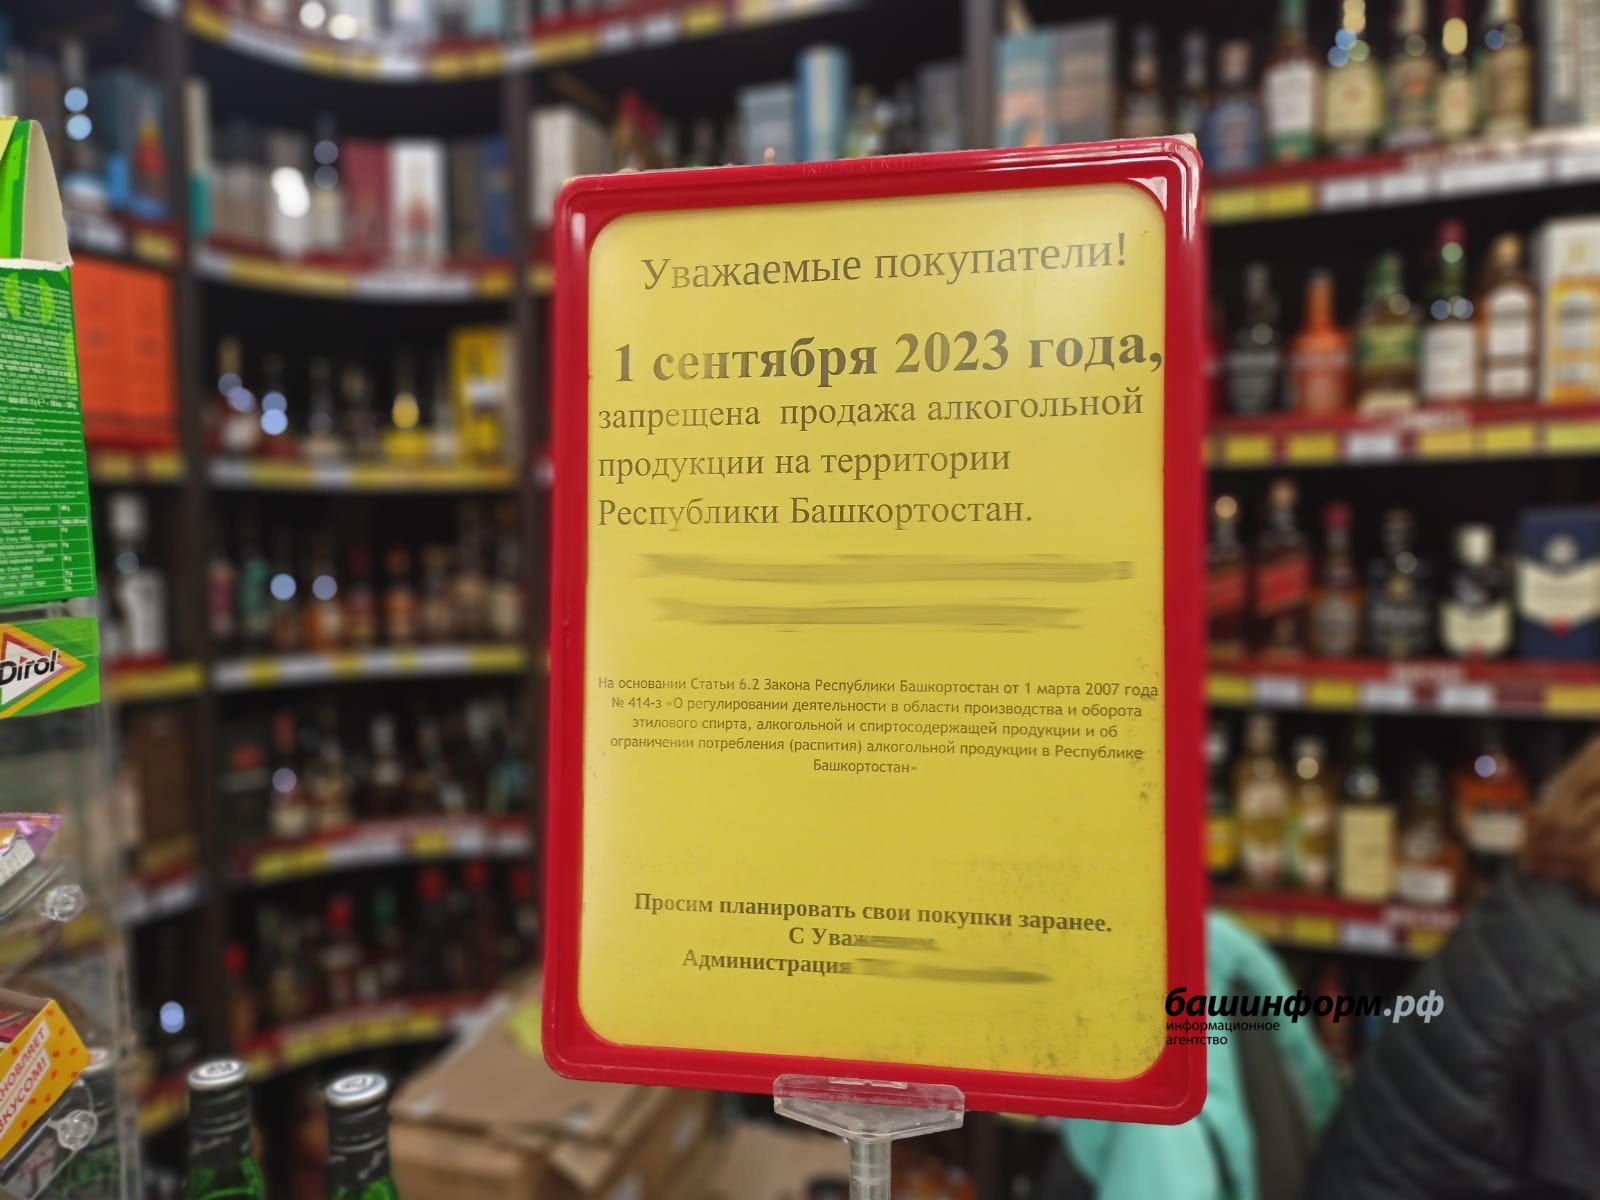 Уважаемые покупатели!
1 сентября 2023 года,
запрещена продажа алкогольной
продукции на территории
Республики Башкортостан.
На основании Статьи 6.2 Закона Республики Башкортостан от 1 марта 2007 года
№ 414-з «О регулировании деятельности в области производства и оборота
этилового спирта, алкогольной и спиртосодержащей продукции и об
ограничении потребления (распития) алкогольной продукции в Республике
Башкортостан»
Просим планировать свои покупки заранее.
С Уважением
Администрация
башинформ.рф
информационное
агентство
Dirol
ВКУСОМ!